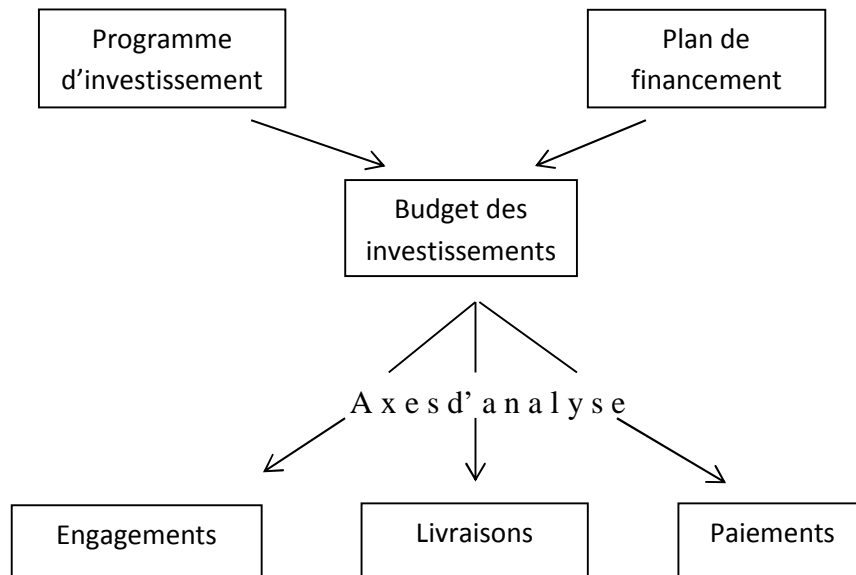 Programme
d’investissement
Plan de
financement
Budget des
investissements
A x e s d’ a n a l y s e
Engagements
Livraisons
Paiements